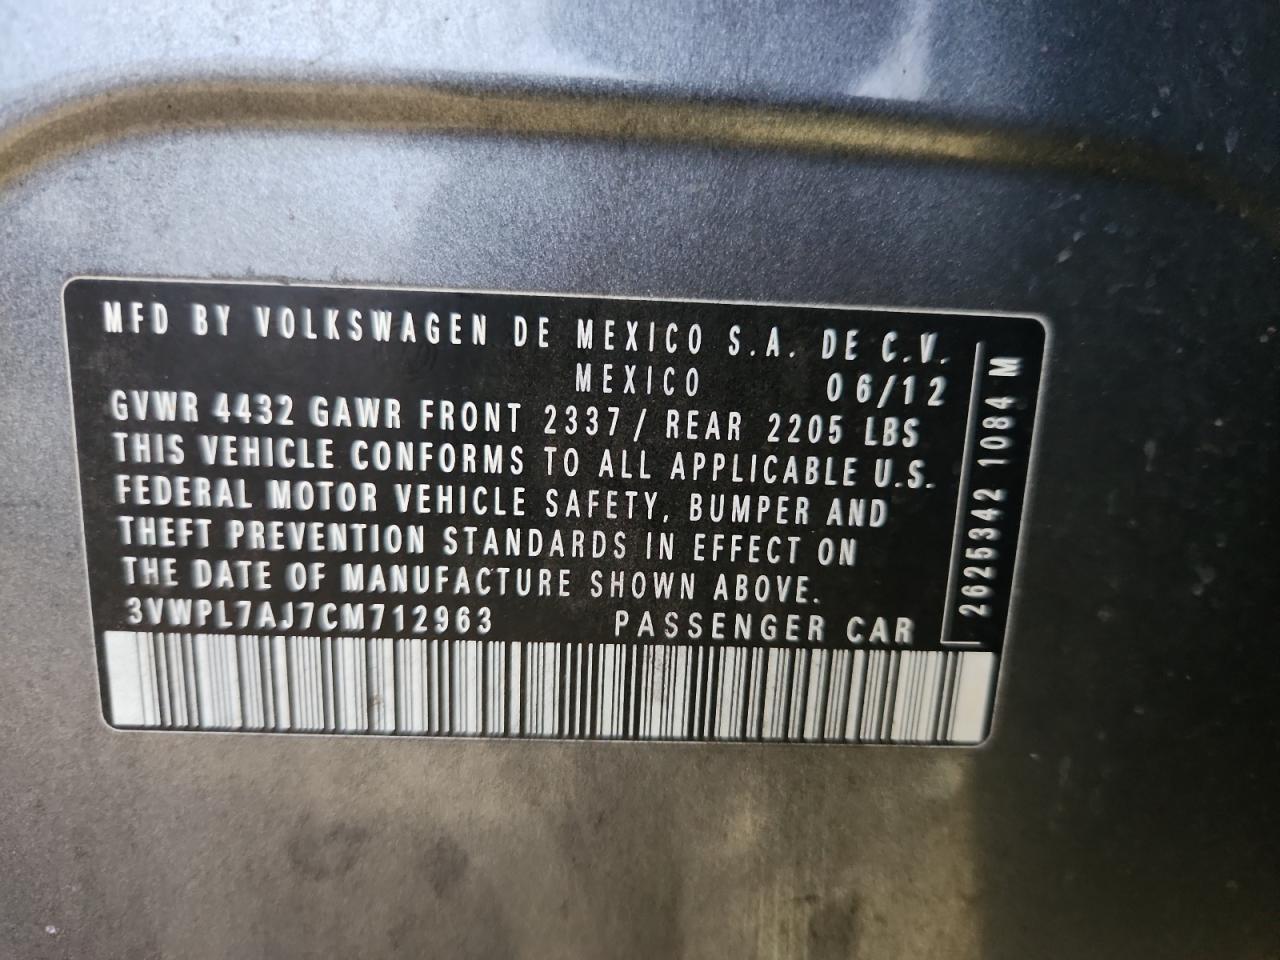 MFD BY VOLKSWAGEN DE MEXICO S.A. DE C.V.
MEXICO 06/12
GVWR 4432 GAWR FRONT 2337/ REAR 2205 LBS
THIS VEHICLE CONFORMS TO ALL APPLICABLE U.S.
FEDERAL MOTOR VEHICLE SAFETY, BUMPER AND
THEFT PREVENTION STANDARDS IN EFFECT ON
THE DATE OF MANUFACTURE SHOWN ABOVE.
3VWPL7AJ7CM712963 PASSENGER CAR
2625342 1084 M